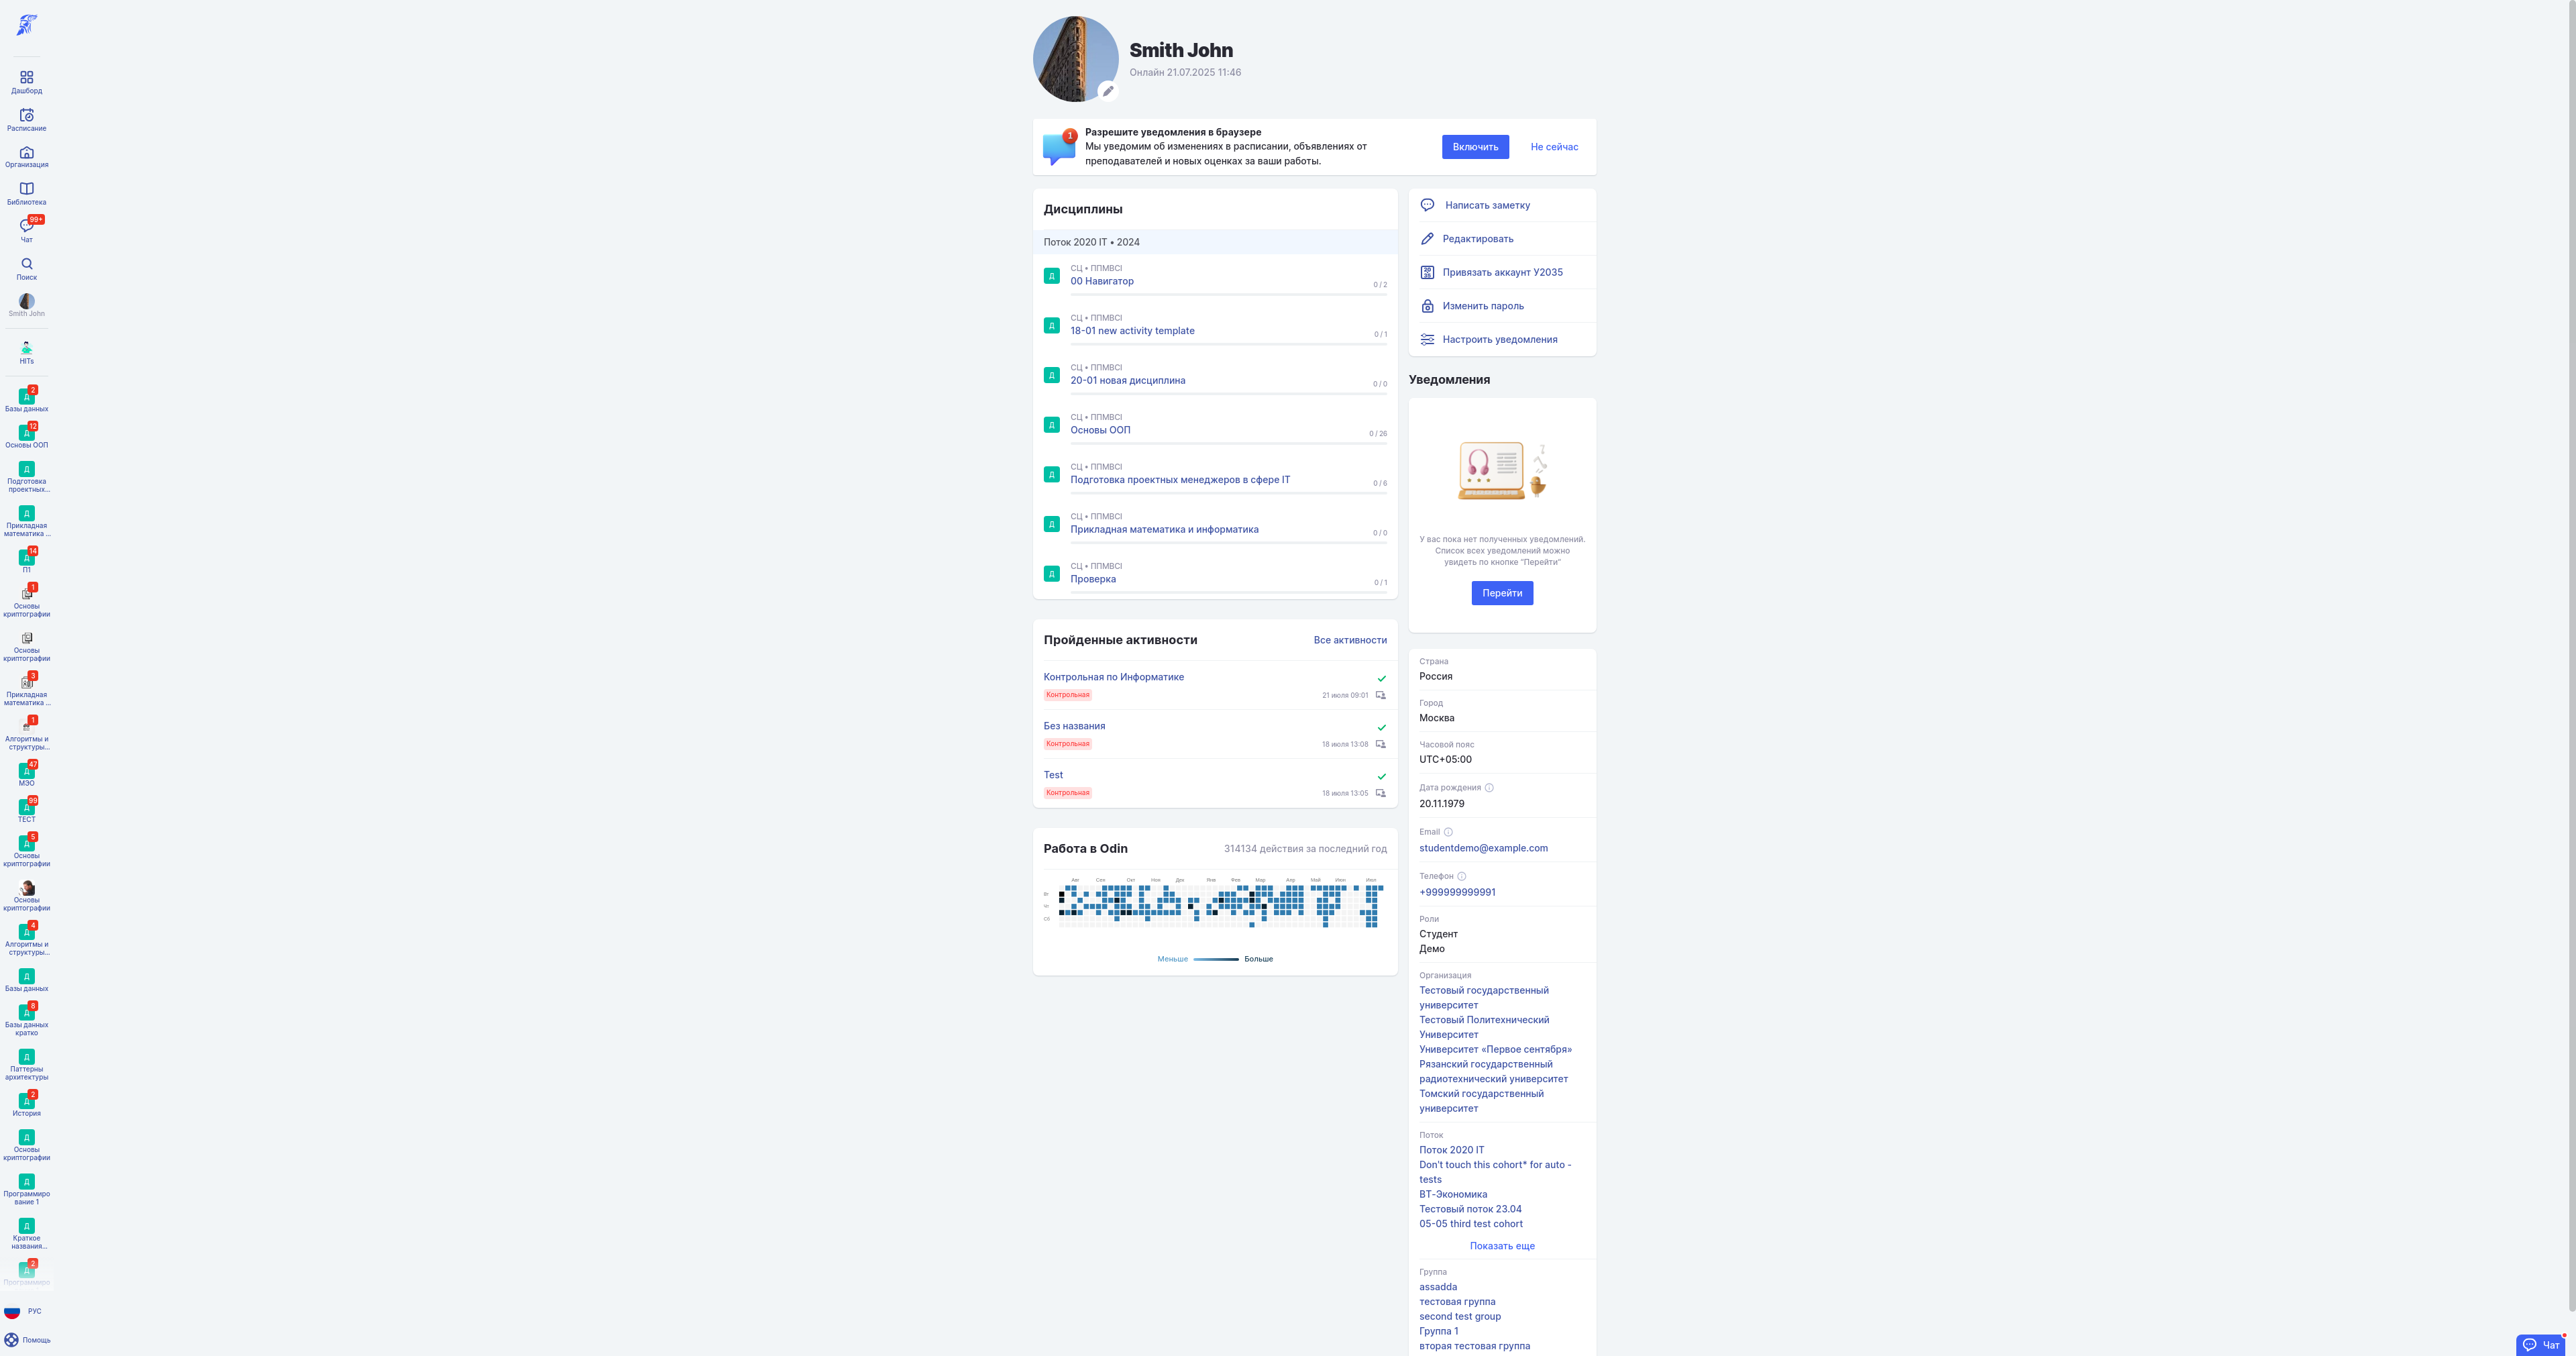 Дашборд
Расписание
Организация
Библиотека
99+
Чат
Поиск
Smith John
HITs
2
Д
Базы данных
12
Д
Основы ООП
Д
Подготовка
проектных...
Д
Прикладная
математика ...
14
Д
П1
1
Основы
криптографии
Основы
криптографии
3
Прикладная
математика ...
1
Алгоритмы и
структуры...
47
Д
МЭО
99
Д
ТЕСТ
5
Д
Основы
криптографии
Основы
криптографии
4
Д
Алгоритмы и
структуры...
Д
Базы данных
8
Д
Базы данных
кратко
Д
Паттерны
архитектуры
2
Д
История
Д
Основы
криптографии
Д
Программиро
вание 1
Д
Краткое
названия...
2
Д
Программиро
РУС
Помощь
Smith John
Онлайн 21.07.2025 11:46
1
Разрешите уведомления в браузере
Мы уведомим об изменениях в расписании, объявлениях от
преподавателей и новых оценках за ваши работы.
Включить
Не сейчас
Дисциплины
Поток 2020 IT • 2024
Д
СЦ • ППМВСI
00 Навигатор
0 / 2
Д
СЦ • ППМВСI
18-01 new activity template
0 / 1
Д
СЦ • ППМВСI
20-01 новая дисциплина
0 / 0
Д
СЦ • ППМВСI
Основы ООП
0 / 26
Д
СЦ • ППМВСI
Подготовка проектных менеджеров в сфере IT
0 / 6
Д
СЦ • ППМВСI
Прикладная математика и информатика
0 / 0
Д
СЦ • ППМВСI
Проверка
0 / 1
Пройденные активности
Все активности
Контрольная по Информатике
Контрольная
21 июля 09:01
Без названия
Контрольная
18 июля 13:08
Test
Контрольная
18 июля 13:05
Работа в Odin
314134 действия за последний год
Авг Сен Окт Ноя Дек Янв Фев Мар Апр Май Июн Июл
Вт
Чт
Сб
Меньше
Больше
Написать заметку
Редактировать
20
35
Привязать аккаунт У2035
Изменить пароль
Настроить уведомления
Уведомления
У вас пока нет полученных уведомлений.
Список всех уведомлений можно
увидеть по кнопке "Перейти"
Перейти
Страна
Россия
Город
Москва
Часовой пояс
UTC+05:00
Дата рождения
20.11.1979
Email
studentdemo@example.com
Телефон
+999999999991
Роли
Студент
Демо
Организация
Тестовый государственный
университет
Тестовый Политехнический
Университет
Университет «Первое сентября»
Рязанский государственный
радиотехнический университет
Томский государственный
университет
Поток
Поток 2020 IT
Don't touch this cohort* for auto -
tests
ВТ-Экономика
Тестовый поток 23.04
05-05 third test cohort
Показать еще
Группа
assadda
тестовая группа
second test group
Группа 1
вторая тестовая группа
Чат